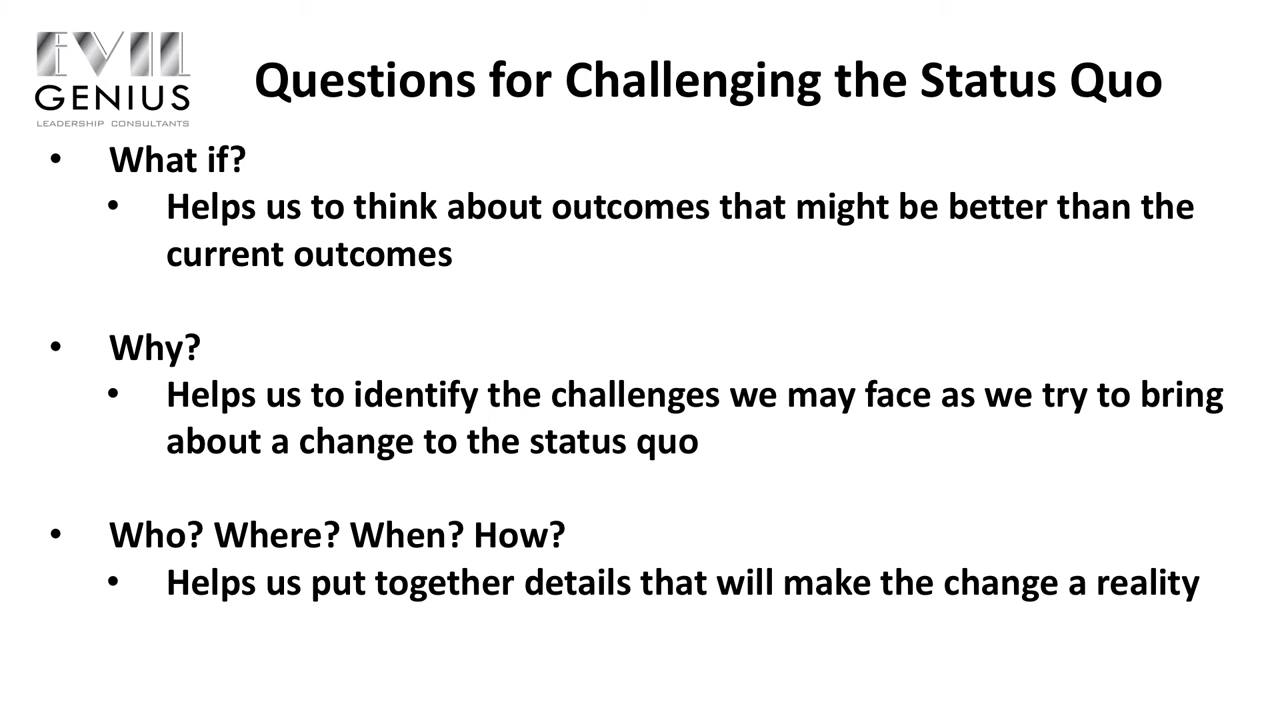 EVIL
GENIUS
LEADERSHIP CONSULTANTS
Questions for Challenging the Status Quo
• What if?
• Helps us to think about outcomes that might be better than the
current outcomes
• Why?
• Helps us to identify the challenges we may face as we try to bring
about a change to the status quo
• Who? Where? When? How?
• Helps us put together details that will make the change a reality